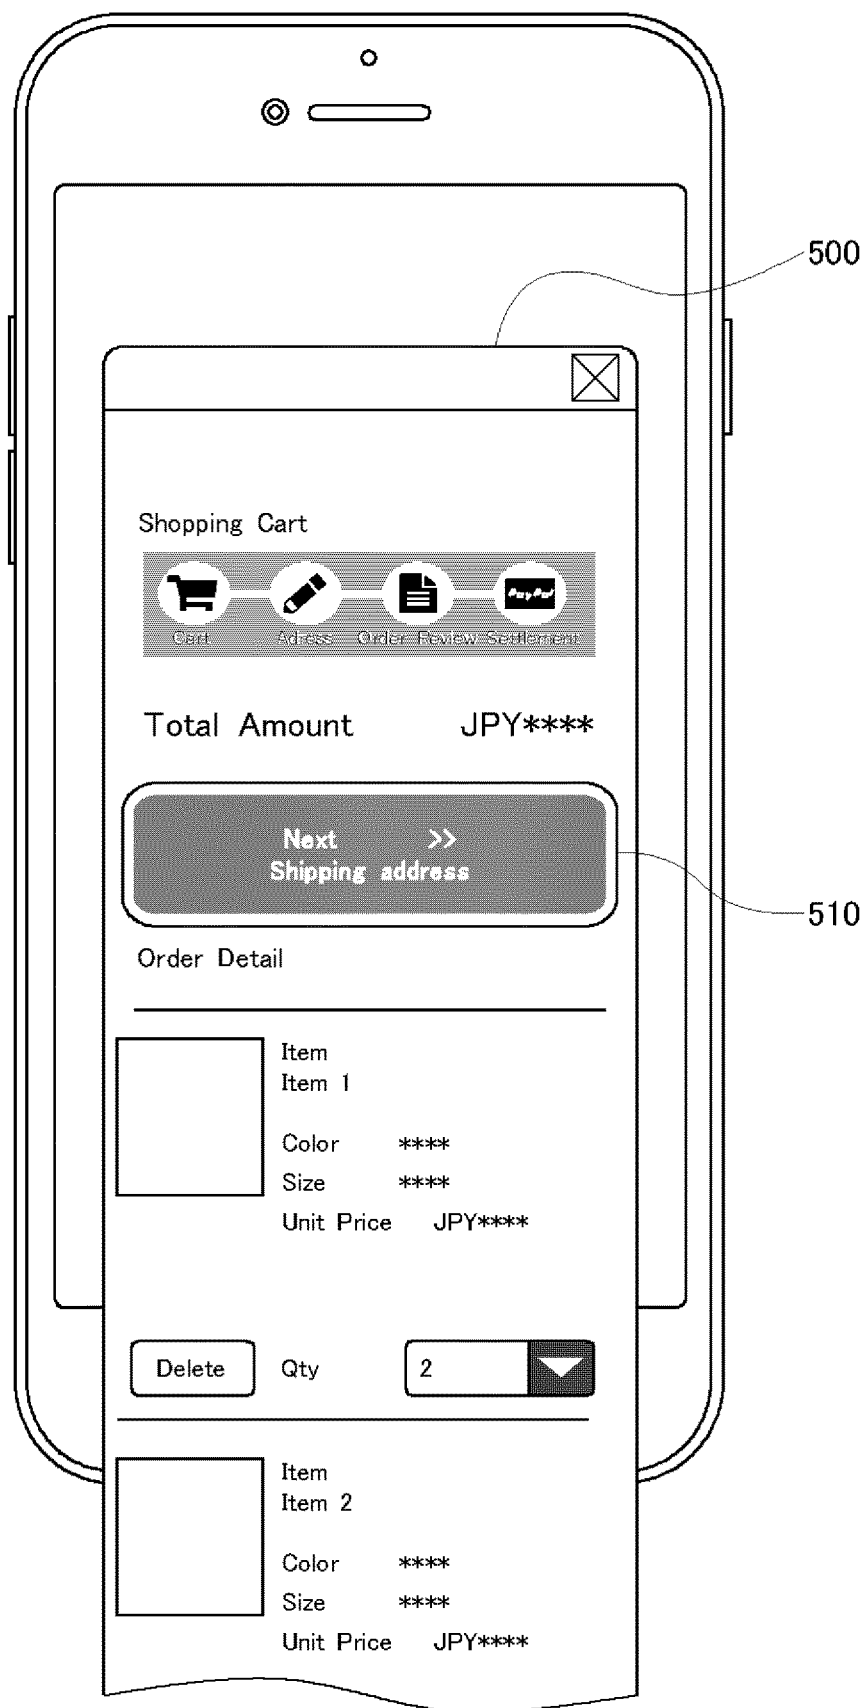 500
Shopping Cart
PayPal
Cart Adress Order Review Settlement
Total Amount JPY****
Next >>
Shipping address
510
Order Detail
Item
Item 1
Color ****
Size ****
Unit Price JPY****
Delete Qty 2
Item
Item 2
Color ****
Size ****
Unit Price JPY****